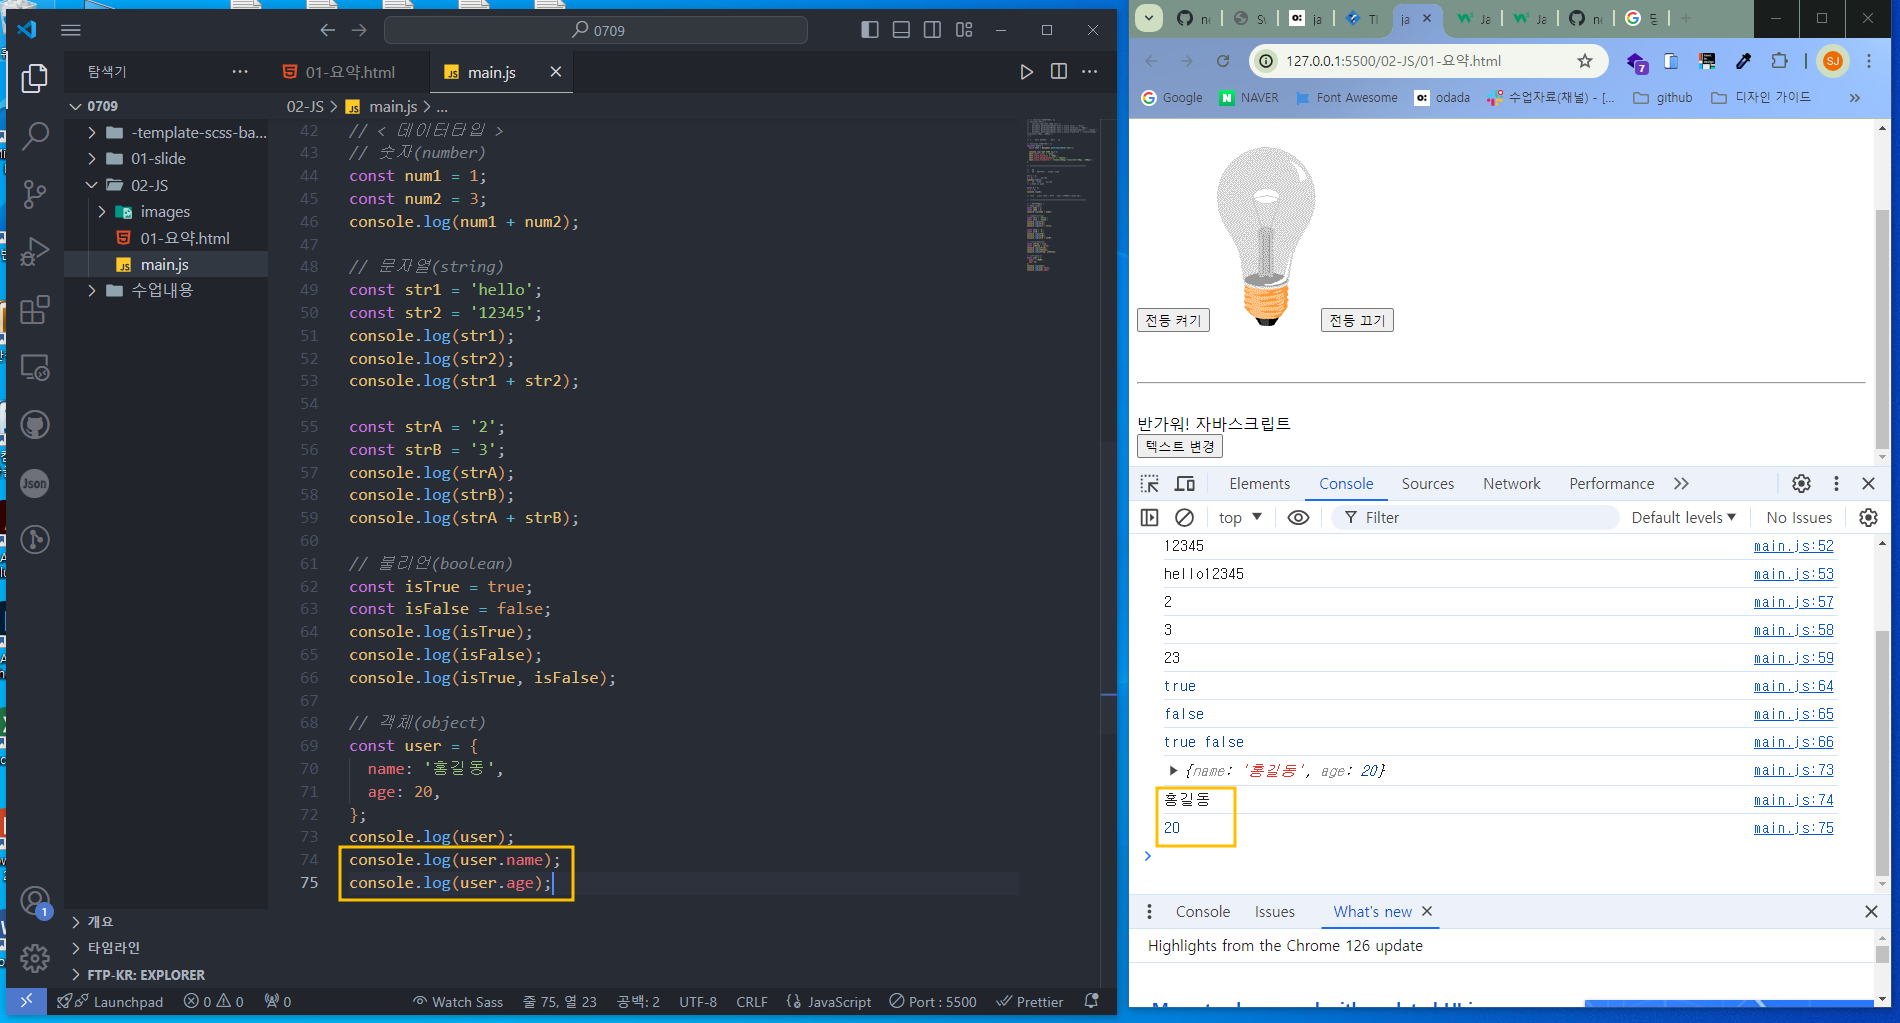 0709
탐색기
01-요약.html
main.js
0709
-template-scss-ba...
01-slide
02-JS
images
01-요약.html
main.js
수업내용
개요
타임라인
FTP-KR: EXPLORER
Json
1
02-JS > main.js > ...
42 // < 데이터타입 >
43 // 숫자(number)
44 const num1 = 1;
45 const num2 = 3;
46 console.log(num1 + num2);
47
48 // 문자열(string)
49 const str1 = 'hello';
50 const str2 = '12345';
51 console.log(str1);
52 console.log(str2);
53 console.log(str1 + str2);
54
55 const strA = '2';
56 const strB = '3';
57 console.log(strA);
58 console.log(strB);
59 console.log(strA + strB);
60
61 // 불리언(boolean)
62 const isTrue = true;
63 const isFalse = false;
64 console.log(isTrue);
65 console.log(isFalse);
66 console.log(isTrue, isFalse);
67
68 // 객체(object)
69 const user = {
70 name: '홍길동',
71 age: 20,
72 };
73 console.log(user);
74 console.log(user.name);
75 console.log(user.age);
Launchpad 0 0 0 Watch Sass 줄 75, 열 23 공백: 2 UTF-8 CRLF JavaScript Port : 5500 Prettier
127.0.0.1:5500/02-JS/01-요약.html
7
SJ
Google NAVER Font Awesome odada 수업자료(채널) - [... github 디자인 가이드
전등 켜기 전등 끄기
반가워! 자바스크립트
텍스트 변경
Elements Console Sources Network Performance
top Filter Default levels No Issues
12345 main.js:52
hello12345 main.js:53
2 main.js:57
3 main.js:58
23 main.js:59
true main.js:64
false main.js:65
true false main.js:66
{name: '홍길동', age: 20} main.js:73
홍길동 main.js:74
20 main.js:75
Console Issues What's new
Highlights from the Chrome 126 update